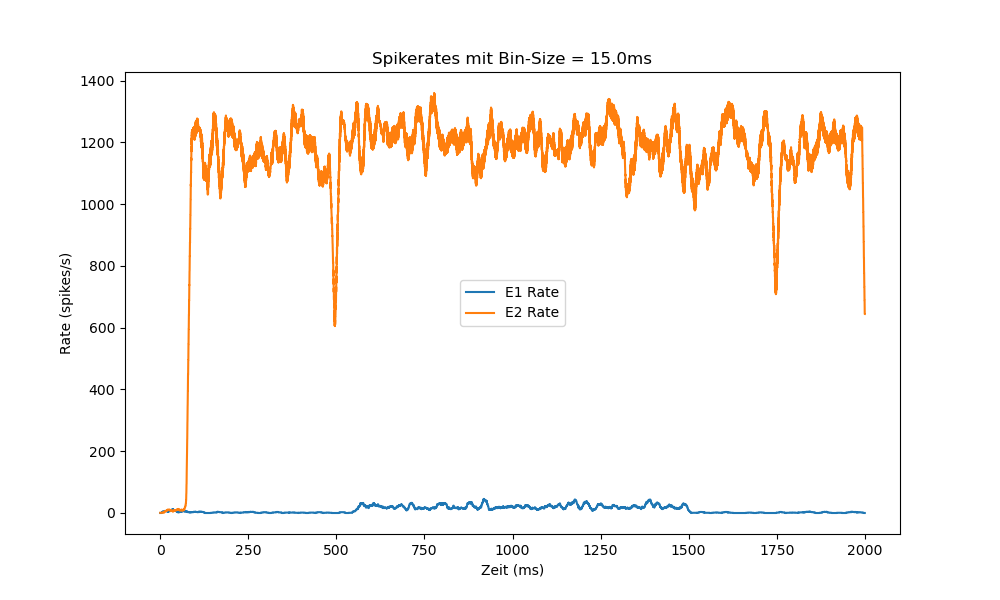 Spikerates mit Bin-Size = 15.0ms
1400
1200
1000
800
600
400
200
0
Rate (spikes/s)
E1 Rate
E2 Rate
0 250 500 750 1000 1250 1500 1750 2000
Zeit (ms)